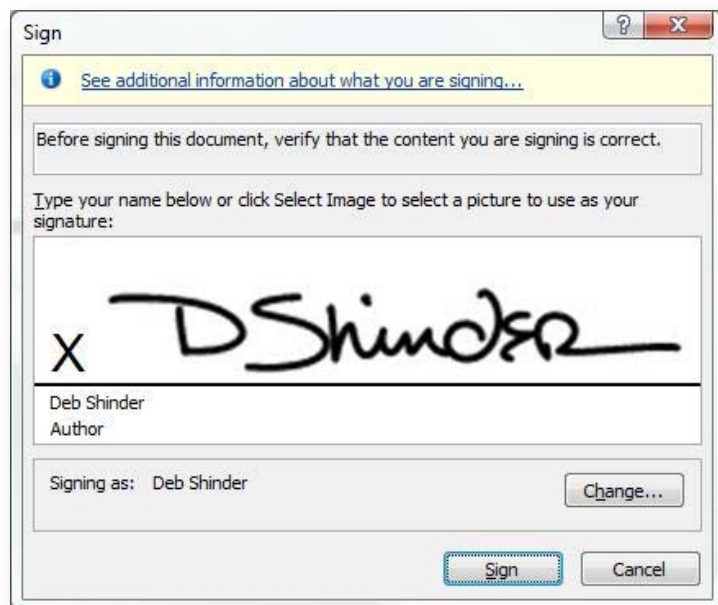 Sign
See additional information about what you are signing...
Before signing this document, verify that the content you are signing is correct.
Type your name below or click Select Image to select a picture to use as your
signature:
X DShinder
Deb Shinder
Author
Signing as: Deb Shinder
Change...
Sign
Cancel